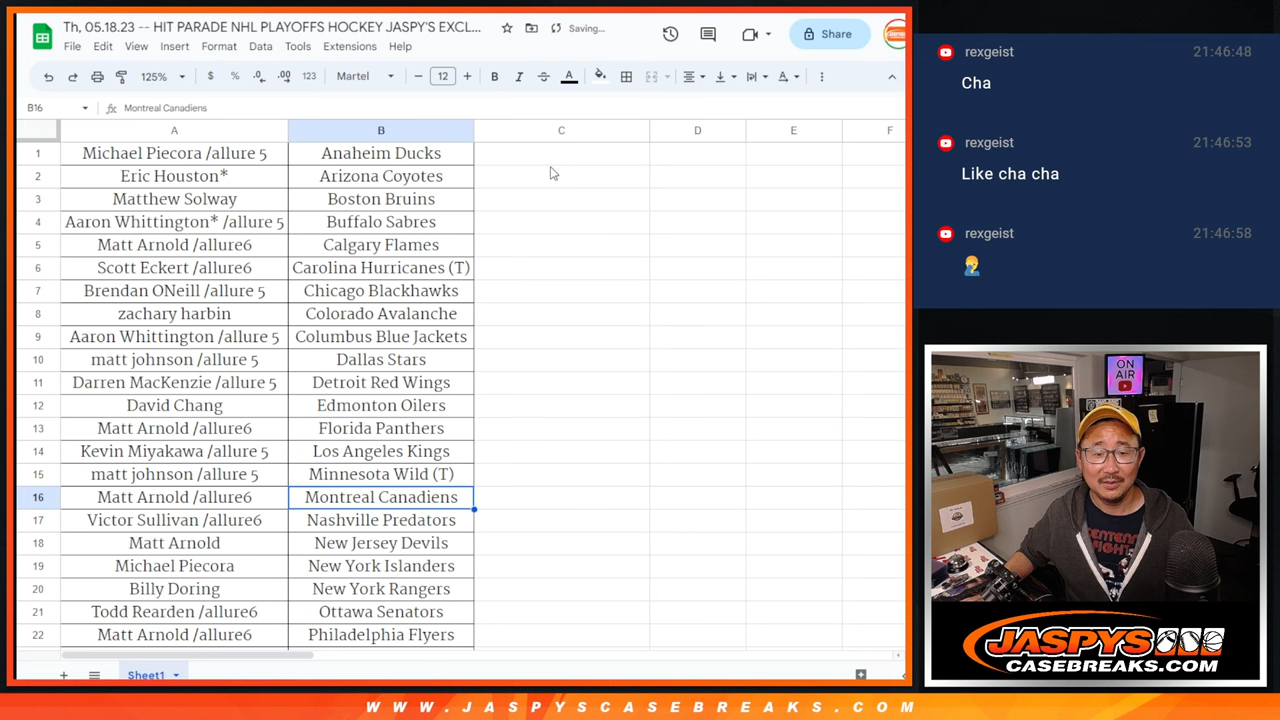 Th, 05.18.23 -- HIT PARADE NHL PLAYOFFS HOCKEY JASPY'S EXCL...
Saving...
Share
File Edit View Insert Format Data Tools Extensions Help
125% $ % .0 .00 123 Martel − 12 + B I A
B16 fx Montreal Canadiens
A B C D E F
1 Michael Piecora /allure 5 Anaheim Ducks
2 Eric Houston* Arizona Coyotes
3 Matthew Solway Boston Bruins
4 Aaron Whittington* /allure 5 Buffalo Sabres
5 Matt Arnold /allure6 Calgary Flames
6 Scott Eckert /allure6 Carolina Hurricanes (T)
7 Brendan ONeill /allure 5 Chicago Blackhawks
8 zachary harbin Colorado Avalanche
9 Aaron Whittington /allure 5 Columbus Blue Jackets
10 matt johnson /allure 5 Dallas Stars
11 Darren MacKenzie /allure 5 Detroit Red Wings
12 David Chang Edmonton Oilers
13 Matt Arnold /allure6 Florida Panthers
14 Kevin Miyakawa /allure 5 Los Angeles Kings
15 matt johnson /allure 5 Minnesota Wild (T)
16 Matt Arnold /allure6 Montreal Canadiens
17 Victor Sullivan /allure6 Nashville Predators
18 Matt Arnold New Jersey Devils
19 Michael Piecora New York Islanders
20 Billy Doring New York Rangers
21 Todd Rearden /allure6 Ottawa Senators
22 Matt Arnold /allure6 Philadelphia Flyers
Sheet1
rexgeist 21:46:48
Cha
rexgeist 21:46:53
Like cha cha
rexgeist 21:46:58
🤦‍♂️
ON
AIR
JASPYS
CASEBREAKS.COM
WWW.JASPYSCASEBREAKS.COM